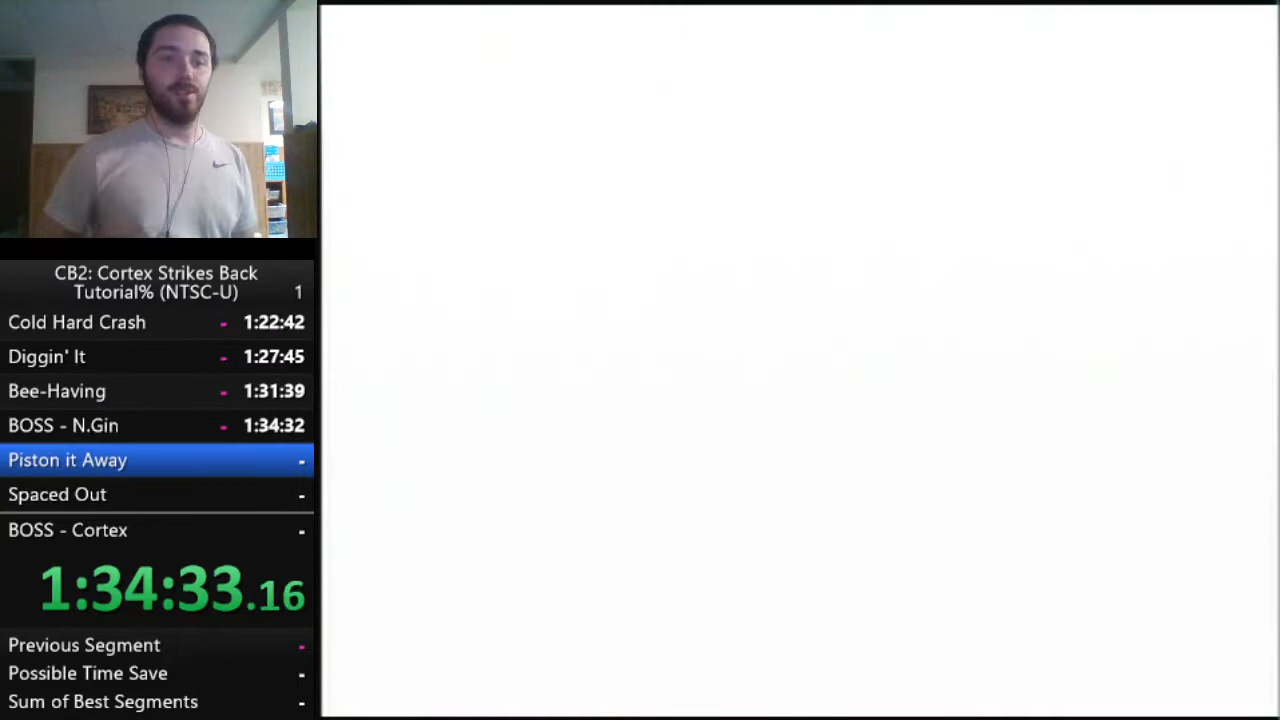 CB2: Cortex Strikes Back
Tutorial% (NTSC-U) 1
Cold Hard Crash - 1:22:42
Diggin' It - 1:27:45
Bee-Having - 1:31:39
BOSS - N.Gin - 1:34:32
Piston it Away -
Spaced Out -
BOSS - Cortex -
1:34:33.16
Previous Segment -
Possible Time Save -
Sum of Best Segments -